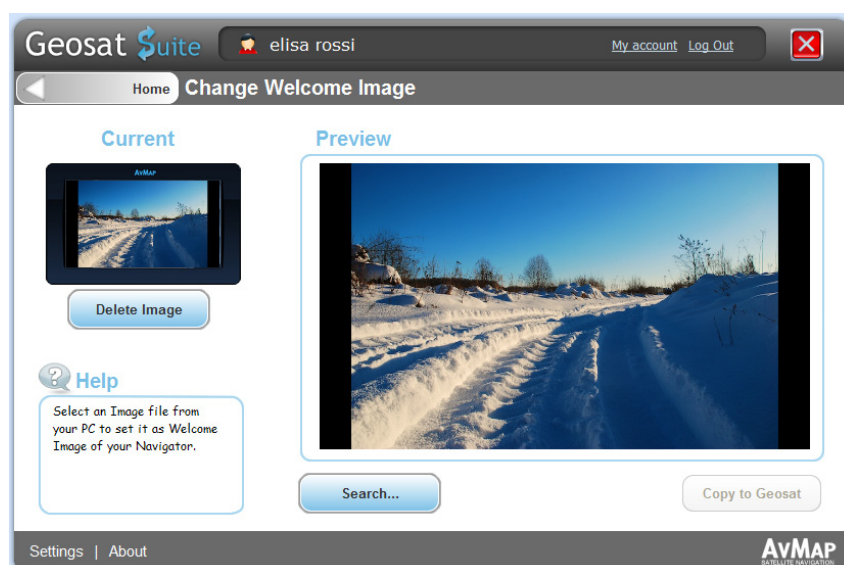 Geosat Suite
elisa rossi
My account Log Out
Home
Change Welcome Image
Current
Preview
AvMap
Delete Image
Help
Select an Image file from
your PC to set it as Welcome
Image of your Navigator.
Search...
Copy to Geosat
Settings | About
AvMap
SATELLITE NAVIGATION